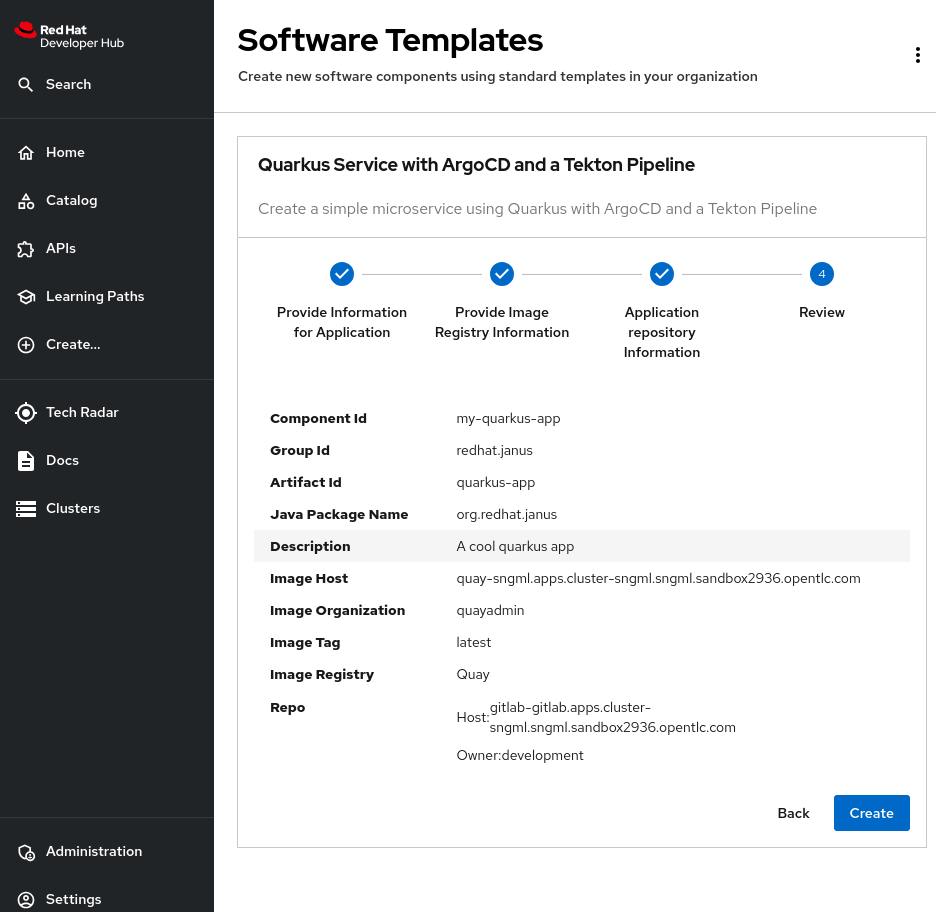 Red Hat
Developer Hub
Search
Home
Catalog
APIs
Learning Paths
Create...
Tech Radar
Docs
Clusters
Administration
Settings
Software Templates
Create new software components using standard templates in your organization
Quarkus Service with ArgoCD and a Tekton Pipeline
Create a simple microservice using Quarkus with ArgoCD and a Tekton Pipeline
4
Provide Information
for Application
Provide Image
Registry Information
Application
repository
Information
Review
Component Id my-quarkus-app
Group Id redhat.janus
Artifact Id quarkus-app
Java Package Name org.redhat.janus
Description A cool quarkus app
Image Host quay-sngml.apps.cluster-sngml.sngml.sandbox2936.opentlc.com
Image Organization quayadmin
Image Tag latest
Image Registry Quay
Repo Host: gitlab-gitlab.apps.cluster-
sngml.sngml.sandbox2936.opentlc.com
Owner:development
Back Create